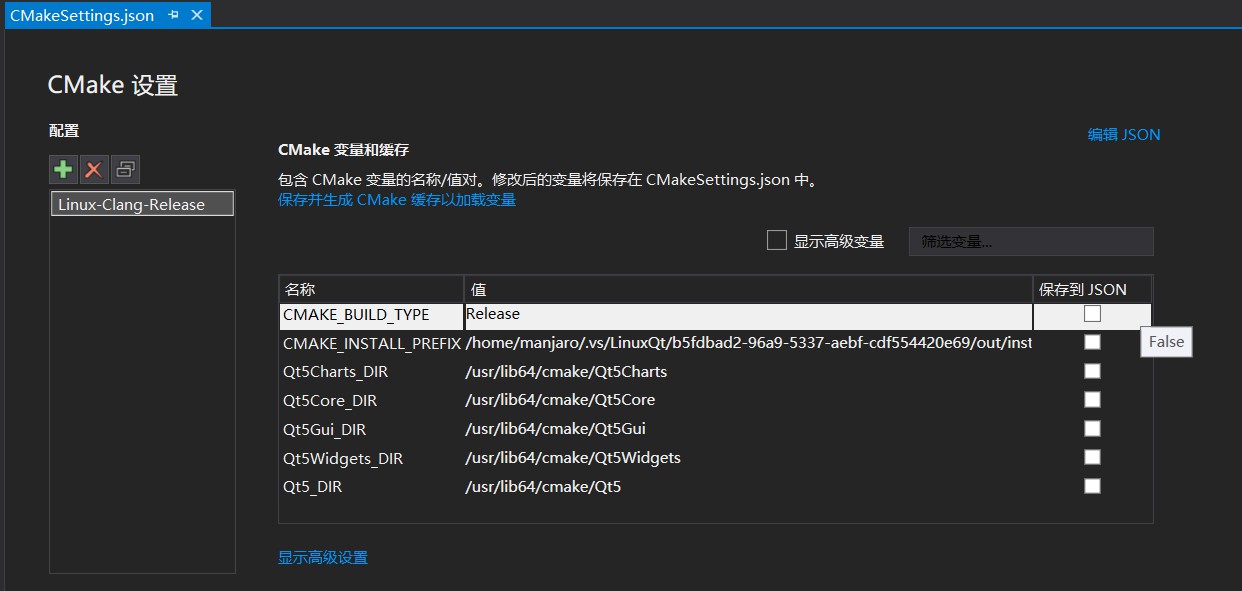 CMakeSettings.json
CMake 设置
配置
编辑 JSON
CMake 变量和缓存
包含 CMake 变量的名称/值对。修改后的变量将保存在 CMakeSettings.json 中。
保存并生成 CMake 缓存以加载变量
Linux-Clang-Release
显示高级变量 筛选变量...
名称 值 保存到 JSON
CMAKE_BUILD_TYPE Release
CMAKE_INSTALL_PREFIX /home/manjaro/.vs/LinuxQt/b5fdbad2-96a9-5337-aebf-cdf554420e69/out/inst
False
Qt5Charts_DIR /usr/lib64/cmake/Qt5Charts
Qt5Core_DIR /usr/lib64/cmake/Qt5Core
Qt5Gui_DIR /usr/lib64/cmake/Qt5Gui
Qt5Widgets_DIR /usr/lib64/cmake/Qt5Widgets
Qt5_DIR /usr/lib64/cmake/Qt5
显示高级设置